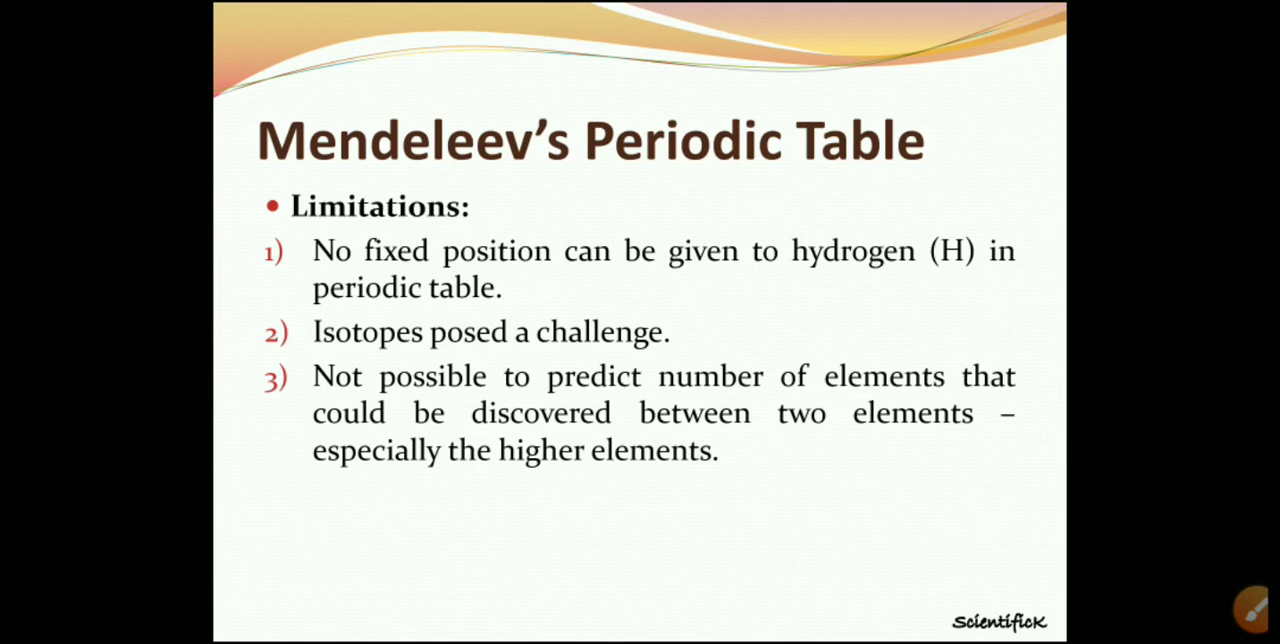 Mendeleev’s Periodic Table
• Limitations:
1) No fixed position can be given to hydrogen (H) in
periodic table.
2) Isotopes posed a challenge.
3) Not possible to predict number of elements that
could be discovered between two elements –
especially the higher elements.
ScientificK